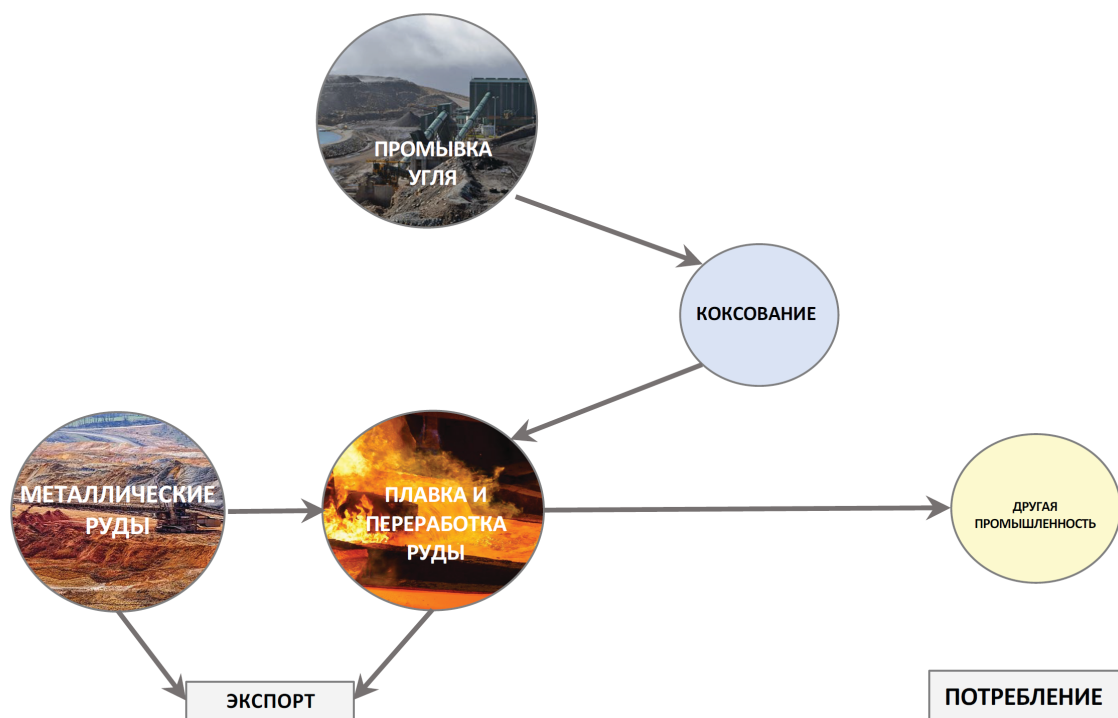 ПРОМЫВКА
УГЛЯ
КОКСОВАНИЕ
МЕТАЛЛИЧЕСКИЕ
РУДЫ
ПЛАВКА И
ПЕРЕРАБОТКА
РУДЫ
ДРУГАЯ
ПРОМЫШЛЕННОСТЬ
ЭКСПОРТ
ПОТРЕБЛЕНИЕ